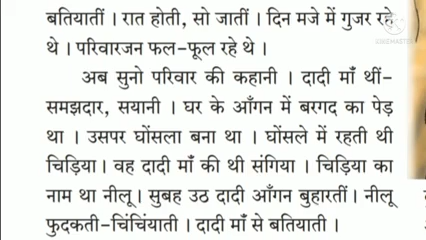 बतियातीं । रात होती, सो जातीं । दिन मजे में गुजर रहे
थे । परिवारजन फल-फूल रहे थे ।
अब सुनो परिवार की कहानी । दादी माँ थीं-
समझदार, सयानी । घर के आँगन में बरगद का पेड़
था । उसपर घोंसला बना था । घोंसले में रहती थी
चिड़िया। वह दादी माँ की थी संगिया । चिड़िया का
नाम था नीलू। सुबह उठ दादी आँगन बुहारतीं। नीलू
फुदकती-चिंचिंयाती । दादी माँ से बतियाती ।